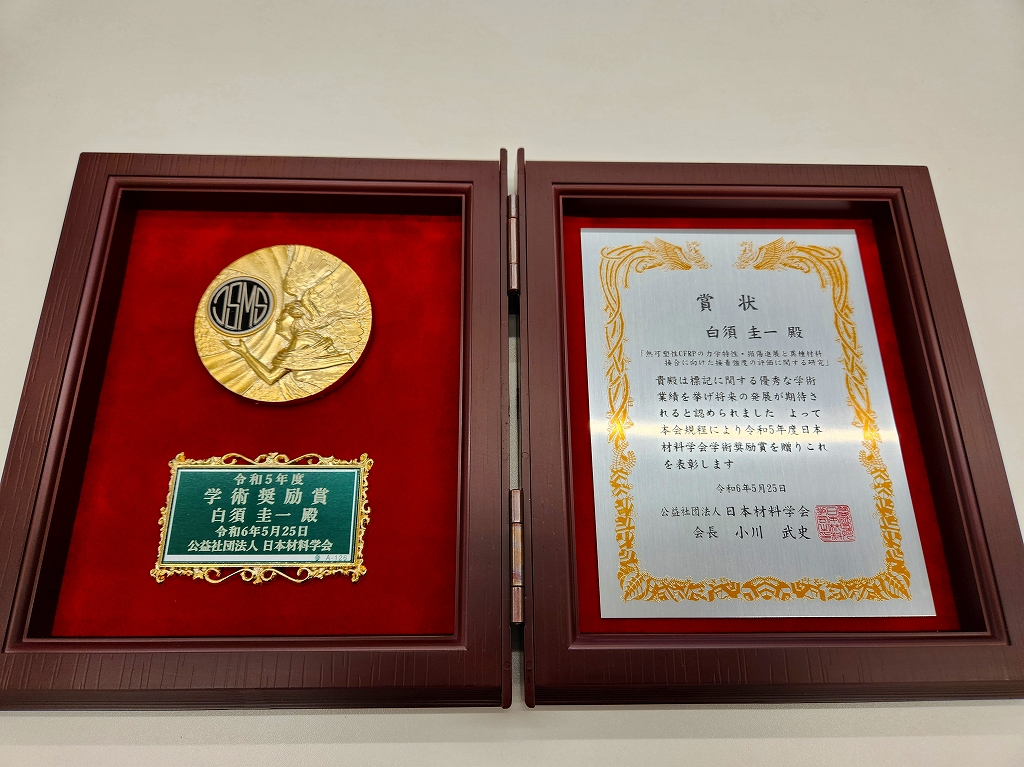 JSMS
令和5年度
学術奨励賞
白須 圭一 殿
令和6年5月25日
公益社団法人 日本材料学会
賞 状
白須 圭一 殿
「熱可塑性CFRPの力学特性・損傷進展と異種材料
接合に向けた接着強度の評価に関する研究」
貴殿は標記に関する優秀な学術
業績を挙げ将来の発展が期待さ
れると認められました よって
本会規程により令和5年度日本
材料学会学術奨励賞を贈りこれ
を表彰します
令和6年5月25日
公益社団法人 日本材料学会
会長 小川 武史